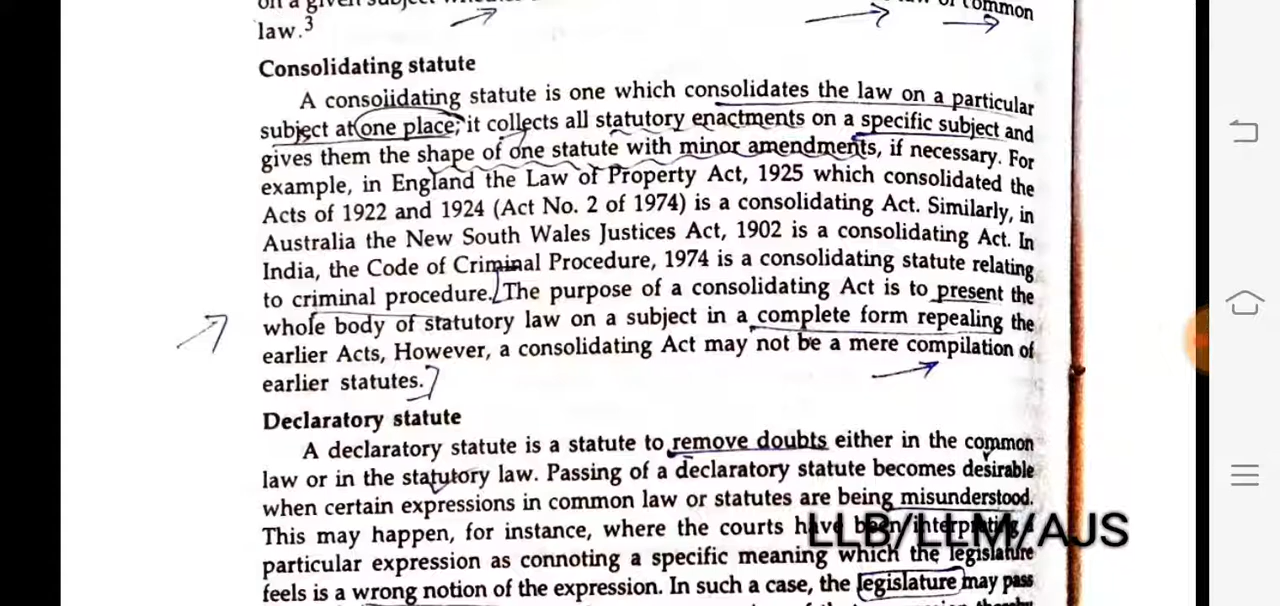 on a given subject
common
law.3
Consolidating statute
A consolidating statute is one which consolidates the law on a particular
subject at one place; it collects all statutory enactments on a specific subject and
gives them the shape of one statute with minor amendments, if necessary. For
example, in England the Law of Property Act, 1925 which consolidated the
Acts of 1922 and 1924 (Act No. 2 of 1974) is a consolidating Act. Similarly, in
Australia the New South Wales Justices Act, 1902 is a consolidating Act. In
India, the Code of Criminal Procedure, 1974 is a consolidating statute relating
to criminal procedure. The purpose of a consolidating Act is to present the
whole body of statutory law on a subject in a complete form repealing the
earlier Acts, However, a consolidating Act may not be a mere compilation of
earlier statutes.
Declaratory statute
A declaratory statute is a statute to remove doubts either in the common
law or in the statutory law. Passing of a declaratory statute becomes desirable
when certain expressions in common law or statutes are being misunderstood.
This may happen, for instance, where the courts have been interpreting a
LLB/LLM/AJS
particular expression as connoting a specific meaning which the legislature
feels is a wrong notion of the expression. In such a case, the legislature may pass